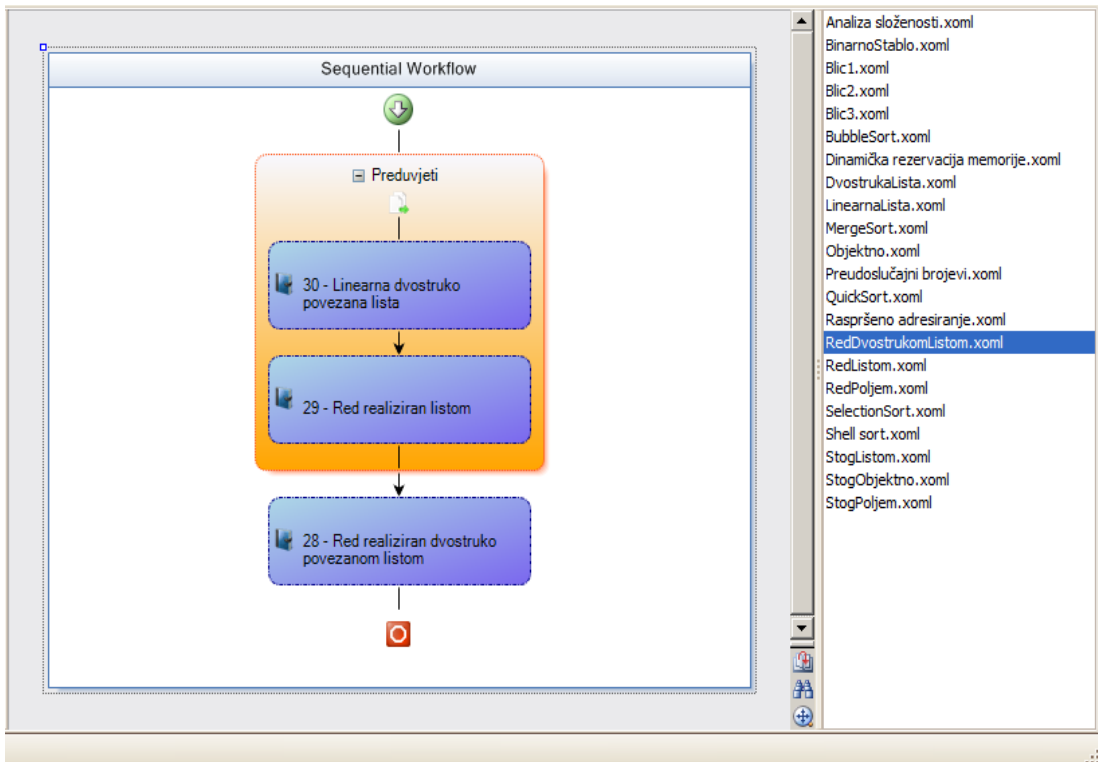 Sequential Workflow
Preduvjeti
30 - Linearna dvostruko
povezana lista
29 - Red realiziran listom
28 - Red realiziran dvostruko
povezanom listom
Analiza složenosti.xoml
BinarnoStablo.xoml
Blic1.xoml
Blic2.xoml
Blic3.xoml
BubbleSort.xoml
Dinamička rezervacija memorije.xoml
DvostrukaLista.xoml
LinearnaLista.xoml
MergeSort.xoml
Objektno.xoml
Preudoslučajni brojevi.xoml
QuickSort.xoml
Raspršeno adresiranje.xoml
RedDvostrukomListom.xoml
RedListom.xoml
RedPoljem.xoml
SelectionSort.xoml
Shell sort.xoml
StogListom.xoml
StogObjektno.xoml
StogPoljem.xoml